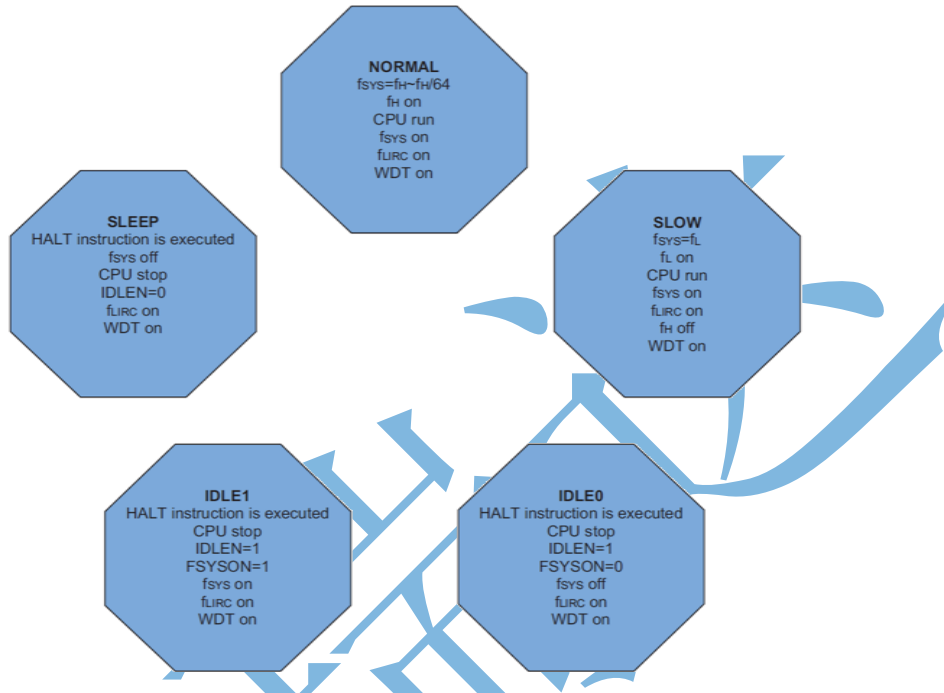 NORMAL
fSYS=fH~fH/64
fH on
CPU run
fSYS on
fLIRC on
WDT on
SLEEP
HALT instruction is executed
fSYS off
CPU stop
IDLEN=0
fLIRC on
WDT on
SLOW
fSYS=fL
fL on
CPU run
fSYS on
fLIRC on
fH off
WDT on
IDLE1
HALT instruction is executed
CPU stop
IDLEN=1
FSYSON=1
fSYS on
fLIRC on
WDT on
IDLE0
HALT instruction is executed
CPU stop
IDLEN=1
FSYSON=0
fSYS off
fLIRC on
WDT on